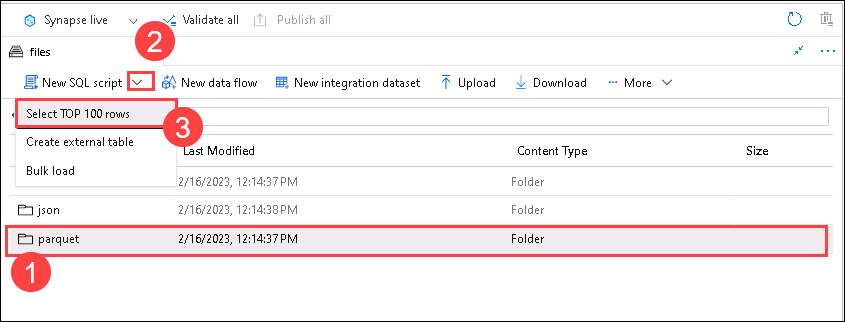 Synapse live Validate all Publish all
2
files
New SQL script New data flow New integration dataset Upload Download ··· More
Select TOP 100 rows
3
Create external table
Last Modified Content Type Size
Bulk load
2/16/2023, 12:14:37 PM Folder
json 2/16/2023, 12:14:38 PM Folder
parquet 2/16/2023, 12:14:37 PM Folder
1